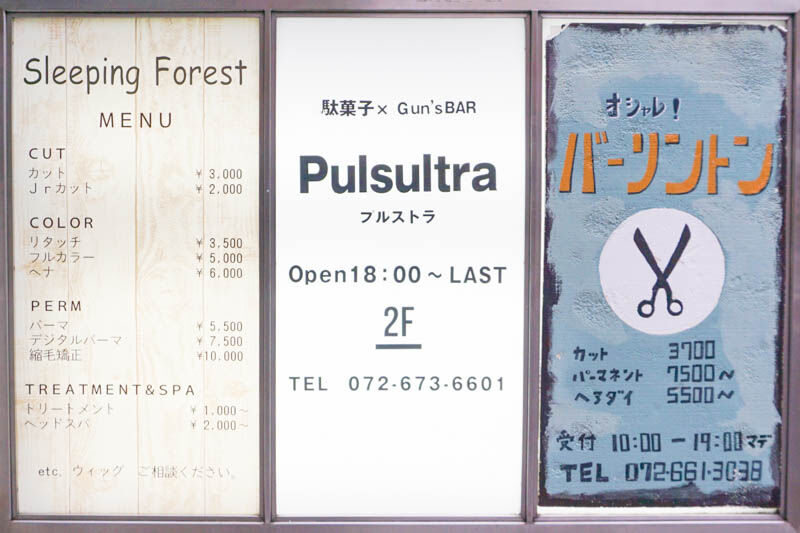 Sleeping Forest
MENU
CUT
カット ¥ 3.000
Jrカット ¥ 2.000
COLOR
リタッチ ¥ 3.500
フルカラー ¥ 5.000
ヘナ ¥ 6.000
PERM
パーマ ¥ 5.500
デジタルパーマ ¥ 7.500
縮毛矯正 ¥10.000
TREATMENT&SPA
トリートメント ¥ 1.000～
ヘッドスパ ¥ 2.000～
etc. ウィッグ ご相談ください。
駄菓子× Gun'sBAR
Pulsultra
プルストラ
Open18：00～LAST
2F
TEL 072-673-6601
オシャレ！
バーソントン
カット 3700
パーマネント 7500～
ヘアダイ 5500～
受付 10:00－19:00マデ
TEL 072-661-3038